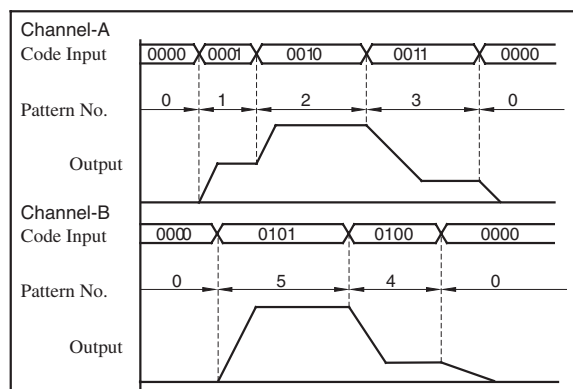 Channel-A
Code Input 0000 0001 0010 0011 0000
Pattern No. 0 1 2 3 0
Output
Channel-B
Code Input 0000 0101 0100 0000
Pattern No. 0 5 4 0
Output